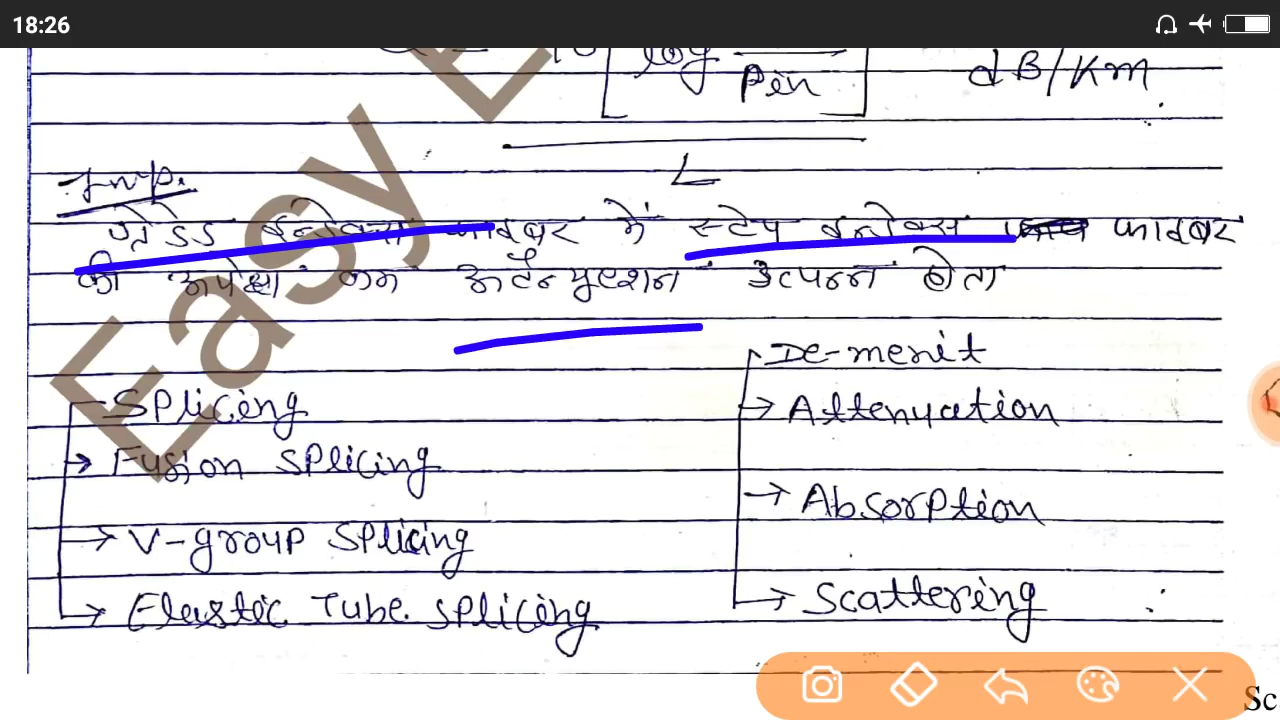 18:26
log
Pin
dB/Km
L
Imp.
ग्रेडेड इन्डेक्स फाइबर में स्टेप इन्डेक्स फाइबर
की अपेक्षा कम अटैन्युएशन उत्पन्न होता
De-merit
Splicing
→ Attenuation
→ Fusion Splicing
→ Absorption
→ V-group Splicing
→ Scattering
→ Elastic Tube Splicing
Easy E
Sc